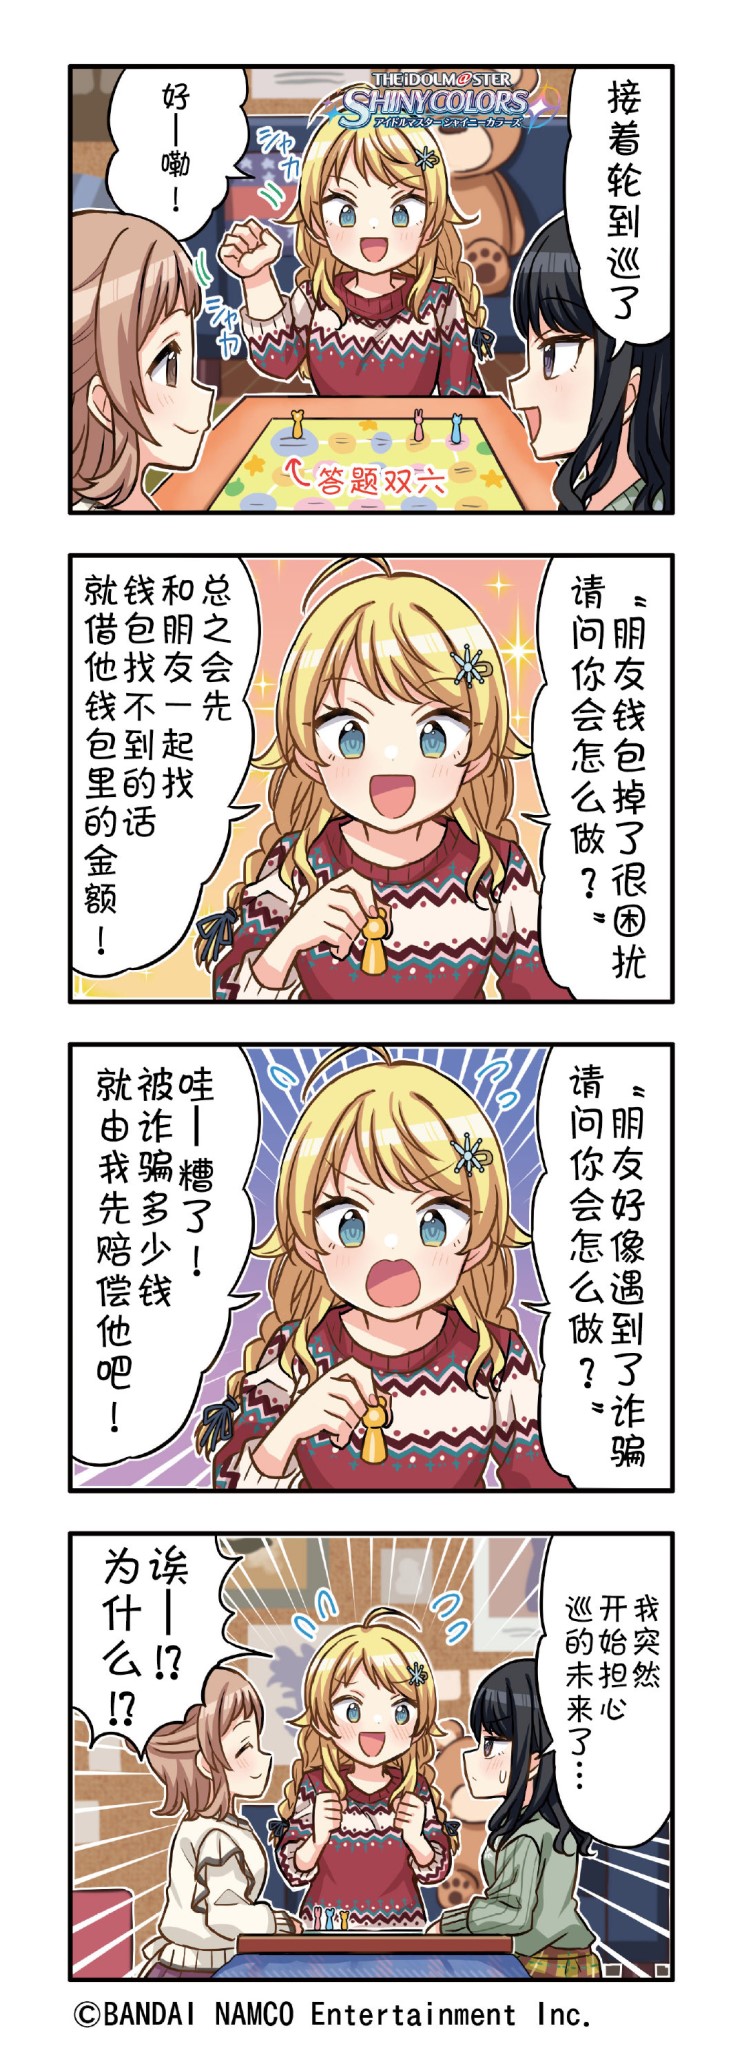 THE iDOLM@STER
SHINY COLORS
アイドルマスター シャイニーカラーズ
接着轮到巡了
好ー嘞！
シャカ
シャカ
答题双六
“朋友钱包掉了很困扰
请问你会怎么做？”
总之会先
和朋友一起找
钱包找不到的话
就借他钱包里的金额！
“朋友好像遇到了诈骗
请问你会怎么做？”
哇ー糟了！
被诈骗多少钱
就由我先赔偿他吧！
我突然
开始担心
巡的未来了…
诶ー!?
为什么!?
©BANDAI NAMCO Entertainment Inc.